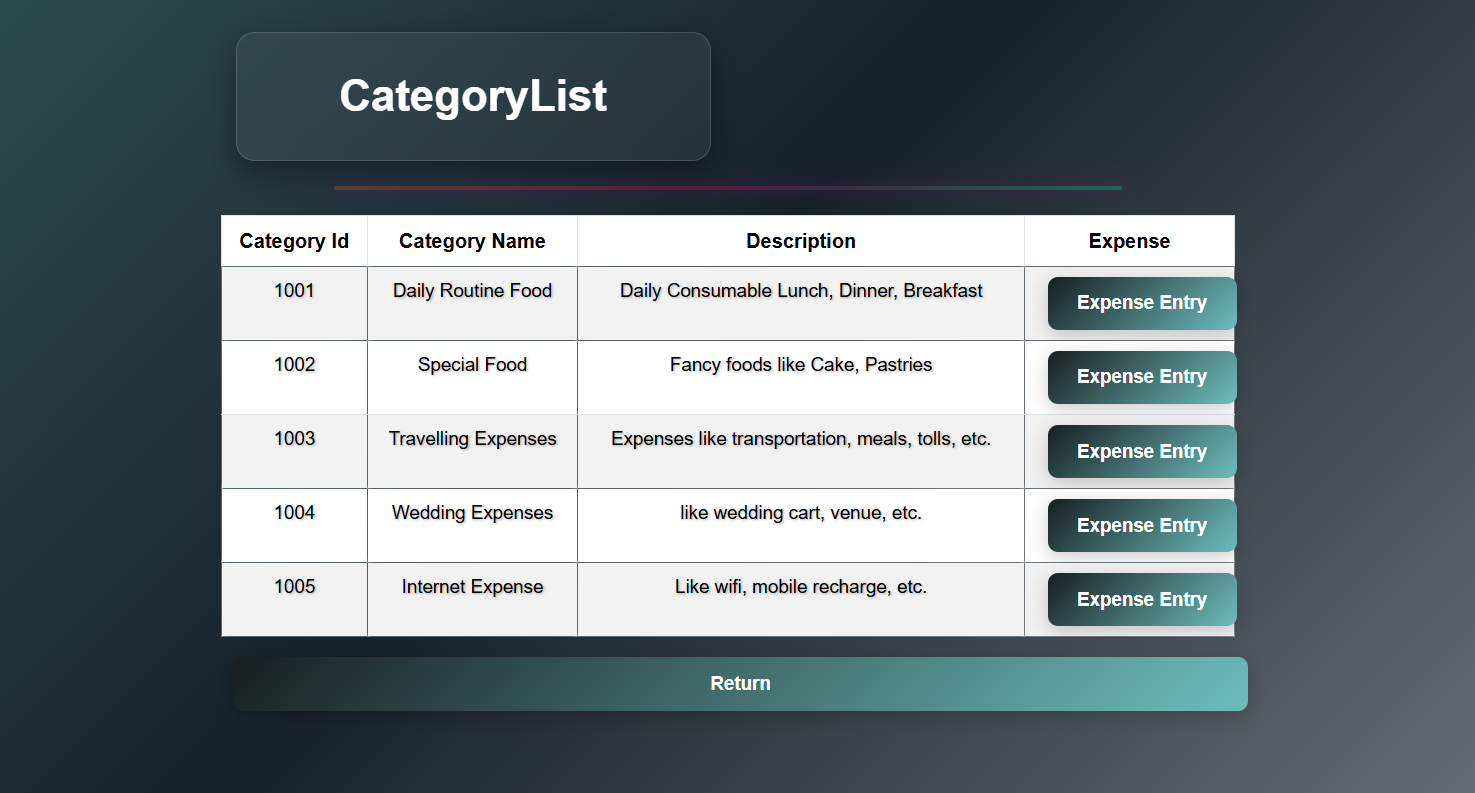 CategoryList
Category Id Category Name Description Expense
1001 Daily Routine Food Daily Consumable Lunch, Dinner, Breakfast Expense Entry
1002 Special Food Fancy foods like Cake, Pastries Expense Entry
1003 Travelling Expenses Expenses like transportation, meals, tolls, etc. Expense Entry
1004 Wedding Expenses like wedding cart, venue, etc. Expense Entry
1005 Internet Expense Like wifi, mobile recharge, etc. Expense Entry
Return